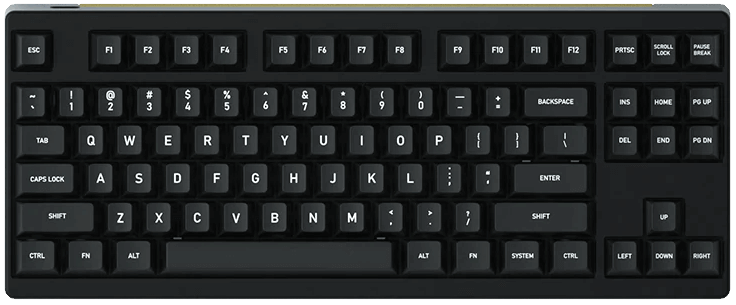 ESC F1 F2 F3 F4 F5 F6 F7 F8 F9 F10 F11 F12 PRTSC SCROLL LOCK PAUSE BREAK
~ ` ! 1 @ 2 # 3 $ 4 % 5 ^ 6 & 7 * 8 ( 9 ) 0 _ - + = BACKSPACE INS HOME PG UP
TAB Q W E R T Y U I O P { [ } ] | \ DEL END PG DN
CAPS LOCK A S D F G H J K L : ; " ' ENTER
SHIFT Z X C V B N M < , > . ? / SHIFT UP
CTRL FN ALT ALT FN SYSTEM CTRL LEFT DOWN RIGHT